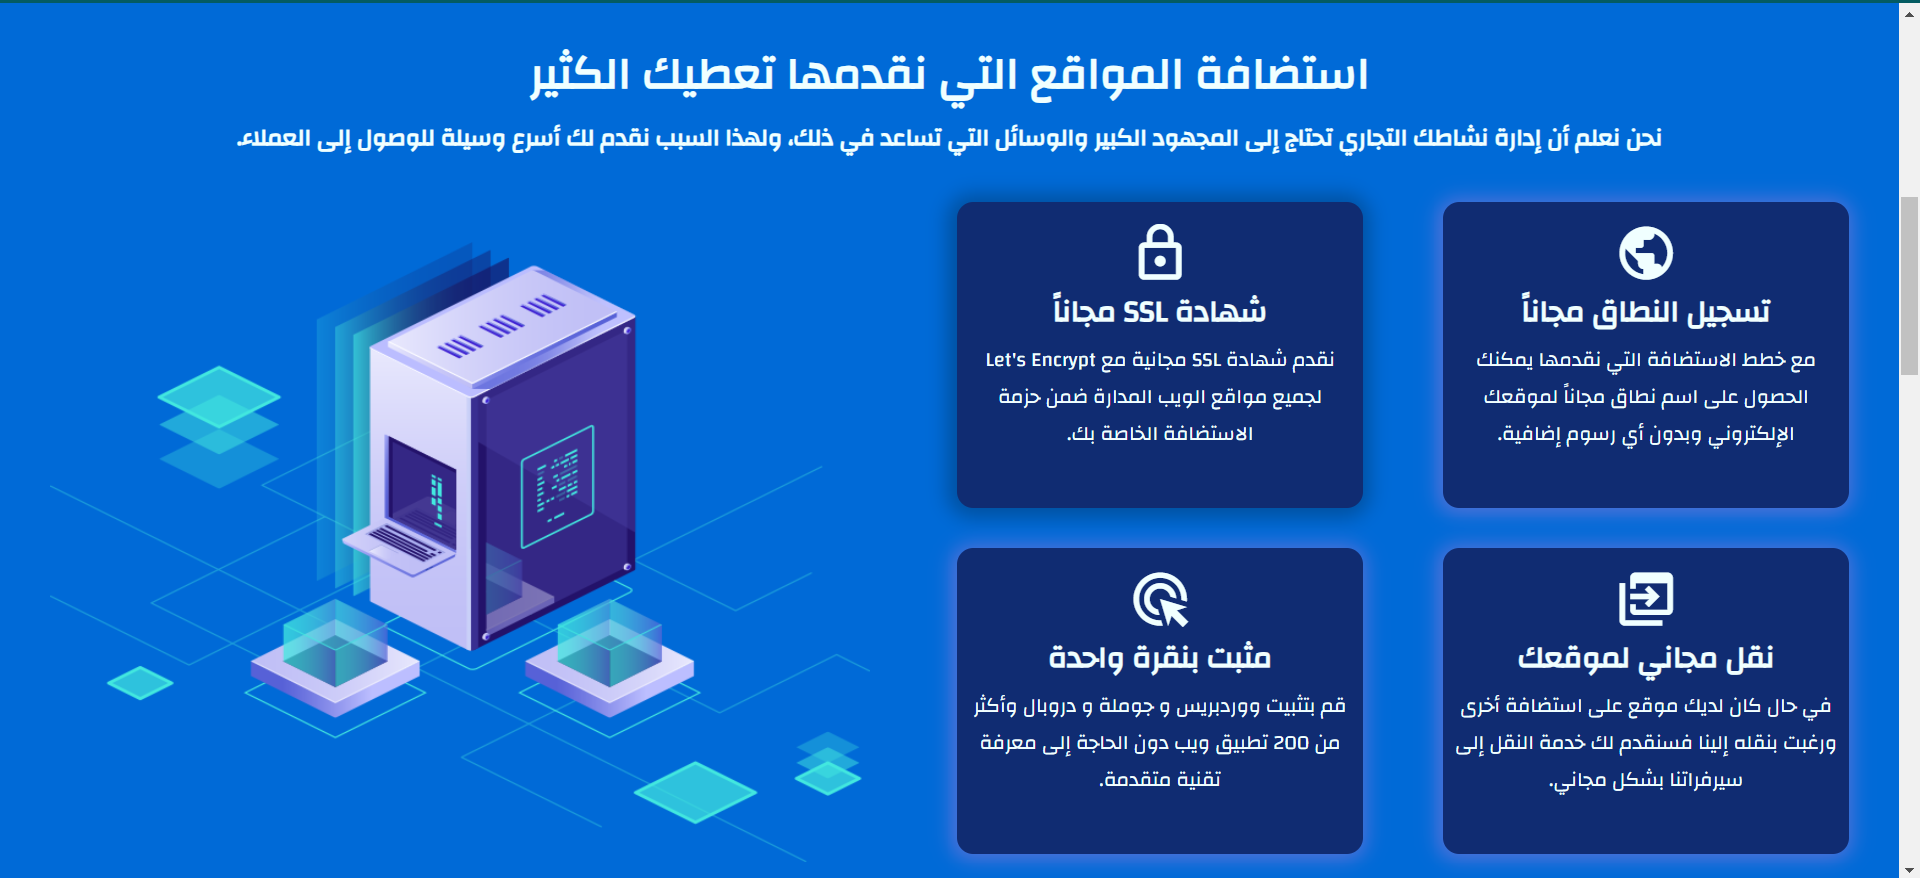 استضافة المواقع التي نقدمها تعطيك الكثير
نحن نعلم أن إدارة نشاطك التجاري تحتاج إلى المجهود الكبير والوسائل التي تساعد في ذلك، ولهذا السبب نقدم لك أسرع وسيلة للوصول إلى العملاء.
تسجيل النطاق مجاناً
مع خطط الاستضافة التي نقدمها يمكنك
الحصول على اسم نطاق مجاناً لموقعك
الإلكتروني وبدون أي رسوم إضافية.
شهادة SSL مجاناً
نقدم شهادة SSL مجانية مع Let's Encrypt
لجميع مواقع الويب المدارة ضمن حزمة
الاستضافة الخاصة بك.
نقل مجاني لموقعك
في حال كان لديك موقع على استضافة أخرى
ورغبت بنقله إلينا فسنقدم لك خدمة النقل إلى
سيرفراتنا بشكل مجاني.
مثبت بنقرة واحدة
قم بتثبيت ووردبريس و جوملة و دروبال وأكثر
من 200 تطبيق ويب دون الحاجة إلى معرفة
تقنية متقدمة.